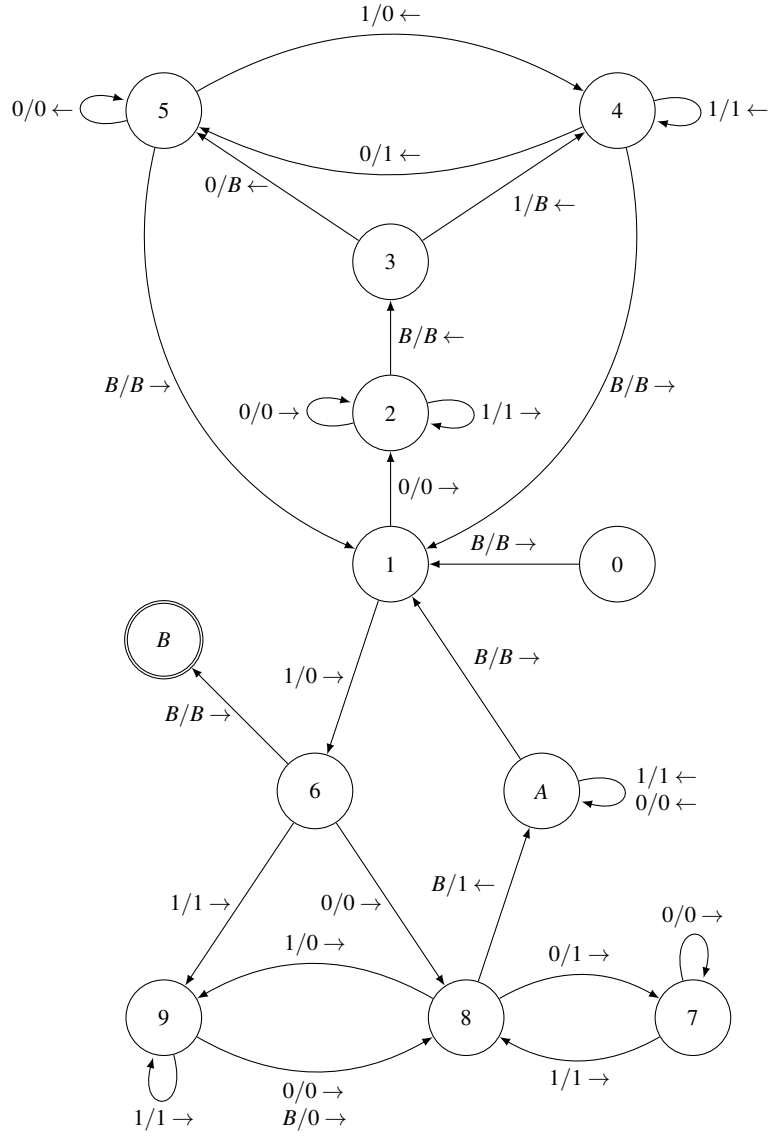 1/0 ←
0/0 ←
5
4
1/1 ←
0/1 ←
0/B ←
1/B ←
3
B/B ←
B/B →
B/B →
0/0 →
2
1/1 →
0/0 →
B/B →
1
0
B
1/0 →
B/B →
B/B →
6
A
1/1 ←
0/0 ←
1/1 →
0/0 →
B/1 ←
0/0 →
1/0 →
0/1 →
9
8
7
1/1 →
0/0 →
B/0 →
1/1 →